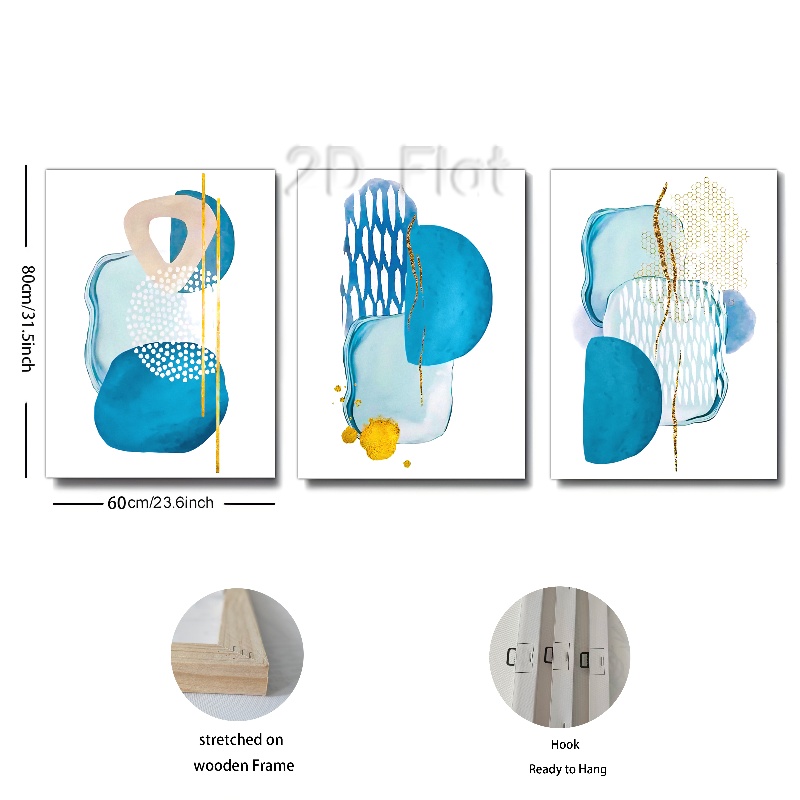 2D Flat
80cm/31.5inch
60cm/23.6inch
stretched on
wooden Frame
Hook
Ready to Hang